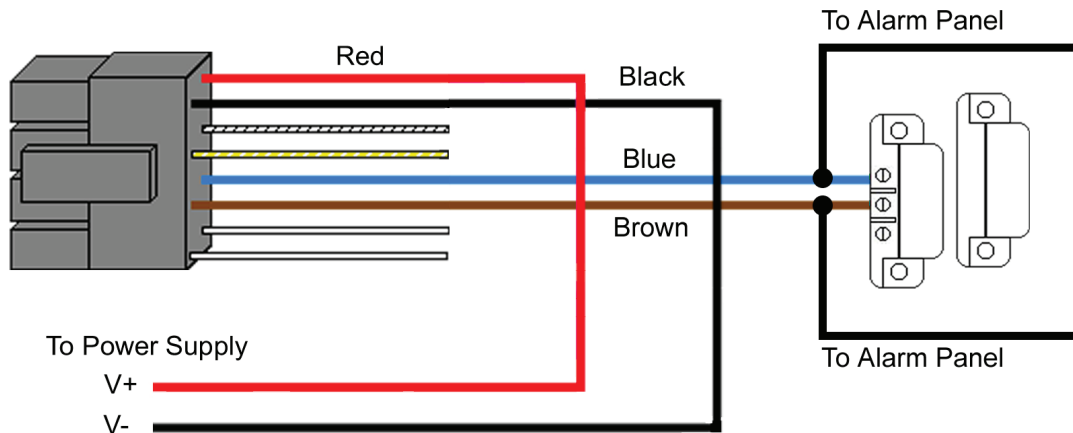 To Alarm Panel
Red
Black
Blue
Brown
To Power Supply
To Alarm Panel
V+
V-